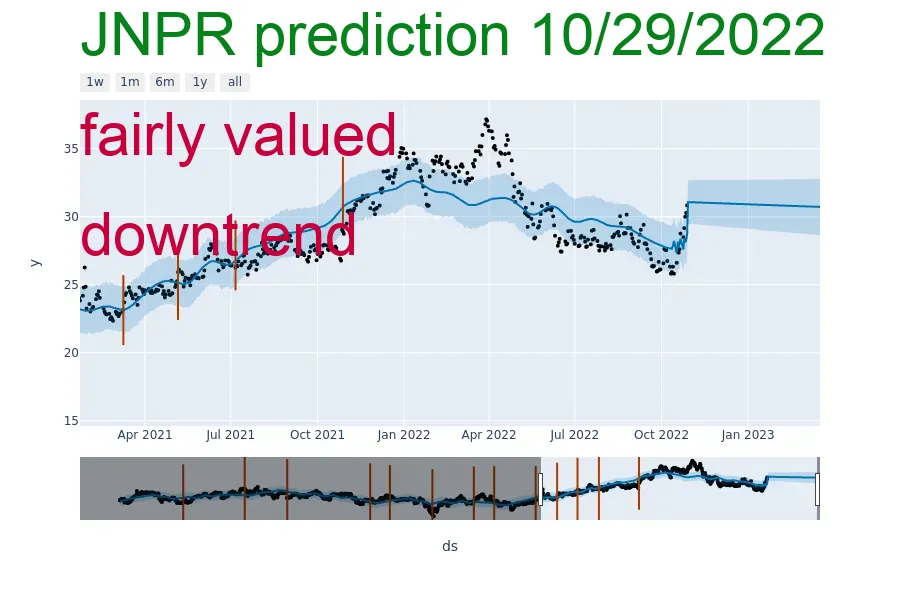 JNPR prediction 10/29/2022
1w 1m 6m 1y all
fairly valued
downtrend
35
30
25
20
15
y
Apr 2021 Jul 2021 Oct 2021 Jan 2022 Apr 2022 Jul 2022 Oct 2022 Jan 2023
ds